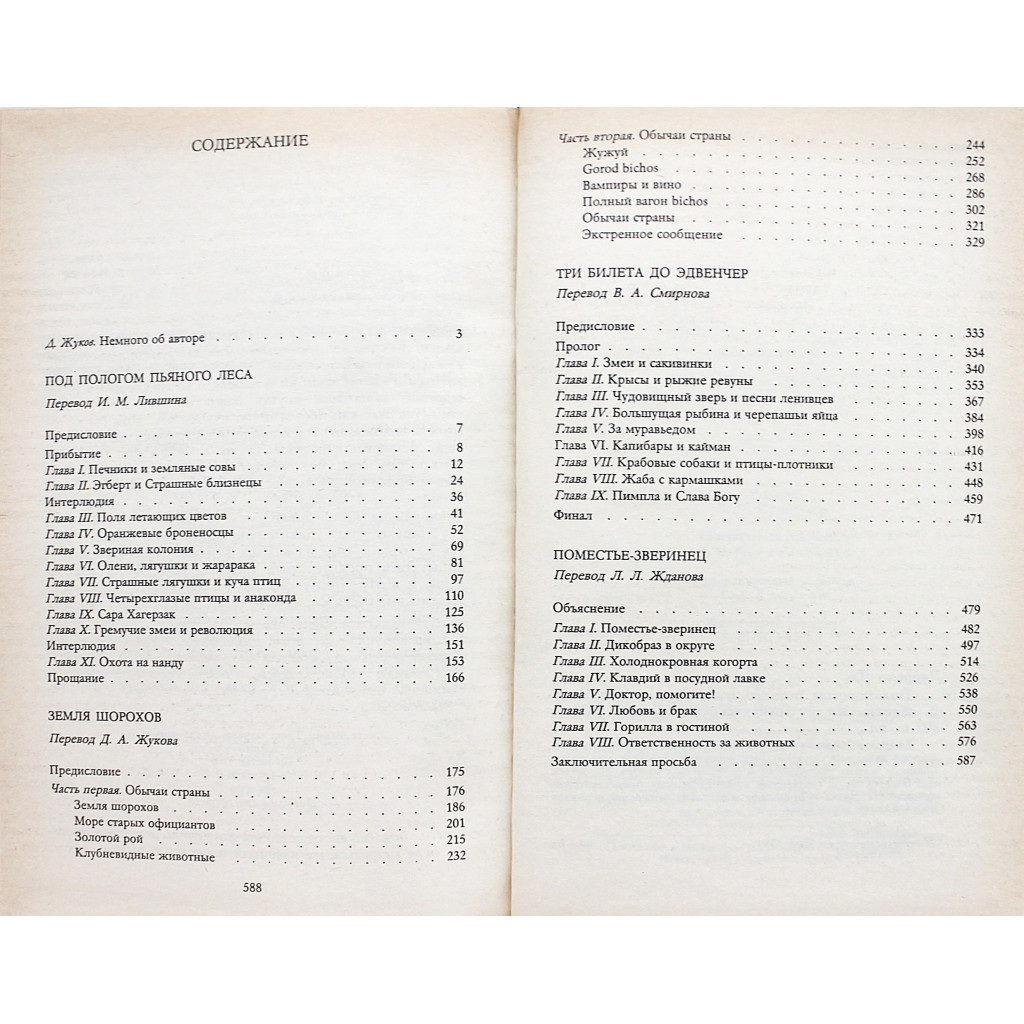 СОДЕРЖАНИЕ
Д. Жуков. Немного об авторе . . . . . . . . . . . . . 3
ПОД ПОЛОГОМ ПЬЯНОГО ЛЕСА
Перевод И. М. Лившина
Предисловие . . . . . . . . . . . . . . . . . 7
Прибытие . . . . . . . . . . . . . . . . . . 8
Глава I. Печники и земляные совы . . . . . . . . . . . . 12
Глава II. Эгберт и Страшные близнецы . . . . . . . . . . 24
Интерлюдия . . . . . . . . . . . . . . . . . 36
Глава III. Поля летающих цветов . . . . . . . . . . . 41
Глава IV. Оранжевые броненосцы . . . . . . . . . . . 52
Глава V. Звериная колония . . . . . . . . . . . . . 69
Глава VI. Олени, лягушки и жарарака . . . . . . . . . . 81
Глава VII. Страшные лягушки и куча птиц . . . . . . . . . 97
Глава VIII. Четырехглазые птицы и анаконда . . . . . . . . 110
Глава IX. Сара Хагерзак . . . . . . . . . . . . . . 125
Глава X. Гремучие змеи и революция . . . . . . . . . . 136
Интерлюдия . . . . . . . . . . . . . . . . . 151
Глава XI. Охота на нанду . . . . . . . . . . . . . 153
Прощание . . . . . . . . . . . . . . . . . . 166
ЗЕМЛЯ ШОРОХОВ
Перевод Д. А. Жукова
Предисловие . . . . . . . . . . . . . . . . . 175
Часть первая. Обычаи страны . . . . . . . . . . . . 176
Земля шорохов . . . . . . . . . . . . . . . 186
Море старых официантов . . . . . . . . . . . . 201
Золотой рой . . . . . . . . . . . . . . . . 215
Клубневидные животные . . . . . . . . . . . . 232
588
Часть вторая. Обычаи страны . . . . . . . . . . . . 244
Жужуй . . . . . . . . . . . . . . . . . 252
Gorod bichos . . . . . . . . . . . . . . . 268
Вампиры и вино . . . . . . . . . . . . . . 286
Полный вагон bichos . . . . . . . . . . . . . 302
Обычаи страны . . . . . . . . . . . . . . . 321
Экстренное сообщение . . . . . . . . . . . . 329
ТРИ БИЛЕТА ДО ЭДВЕНЧЕР
Перевод В. А. Смирнова
Предисловие . . . . . . . . . . . . . . . . . 333
Пролог . . . . . . . . . . . . . . . . . . . 334
Глава I. Змеи и сакивинки . . . . . . . . . . . . . 340
Глава II. Крысы и рыжие ревуны . . . . . . . . . . . 353
Глава III. Чудовищный зверь и песни ленивцев . . . . . . . 367
Глава IV. Большущая рыбина и черепашьи яйца . . . . . . . 384
Глава V. За муравьедом . . . . . . . . . . . . . . 398
Глава VI. Капибары и кайман . . . . . . . . . . . . 416
Глава VII. Крабовые собаки и птицы-плотники . . . . . . . 431
Глава VIII. Жаба с кармашками . . . . . . . . . . . 448
Глава IX. Пимпла и Слава Богу . . . . . . . . . . . 459
Финал . . . . . . . . . . . . . . . . . . . 471
ПОМЕСТЬЕ-ЗВЕРИНЕЦ
Перевод Л. Л. Жданова
Объяснение . . . . . . . . . . . . . . . . . 479
Глава I. Поместье-зверинец . . . . . . . . . . . . 482
Глава II. Дикобраз в округе . . . . . . . . . . . . 497
Глава III. Холоднокровная когорта . . . . . . . . . . 514
Глава IV. Клавдий в посудной лавке . . . . . . . . . . 526
Глава V. Доктор, помогите! . . . . . . . . . . . . 538
Глава VI. Любовь и брак . . . . . . . . . . . . . 550
Глава VII. Горилла в гостиной . . . . . . . . . . . . 563
Глава VIII. Ответственность за животных . . . . . . . . 576
Заключительная просьба . . . . . . . . . . . . . 587